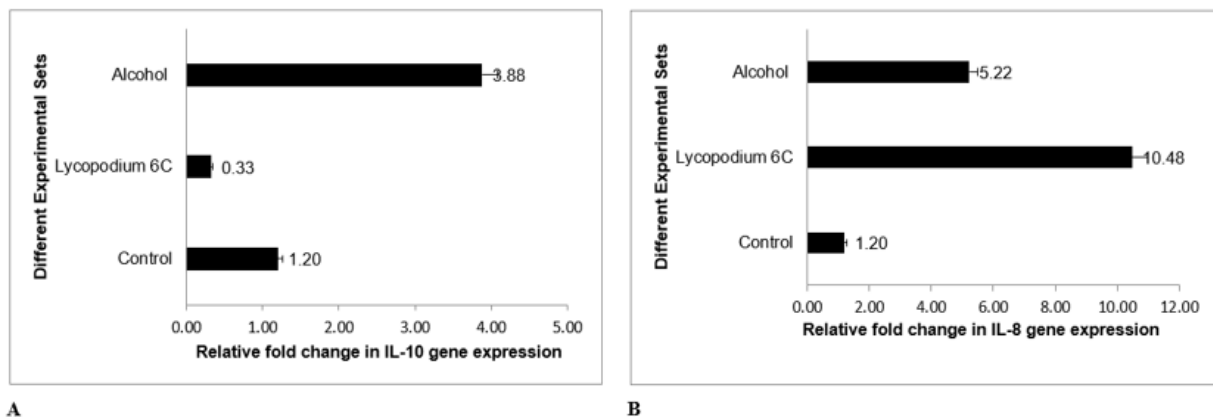 Different Experimental Sets
Alcohol
3.88
Lycopodium 6C
0.33
Control
1.20
0.00 1.00 2.00 3.00 4.00 5.00
Relative fold change in IL-10 gene expression
A
Different Experimental Sets
Alcohol
5.22
Lycopodium 6C
10.48
Control
1.20
0.00 2.00 4.00 6.00 8.00 10.00 12.00
Relative fold change in IL-8 gene expression
B